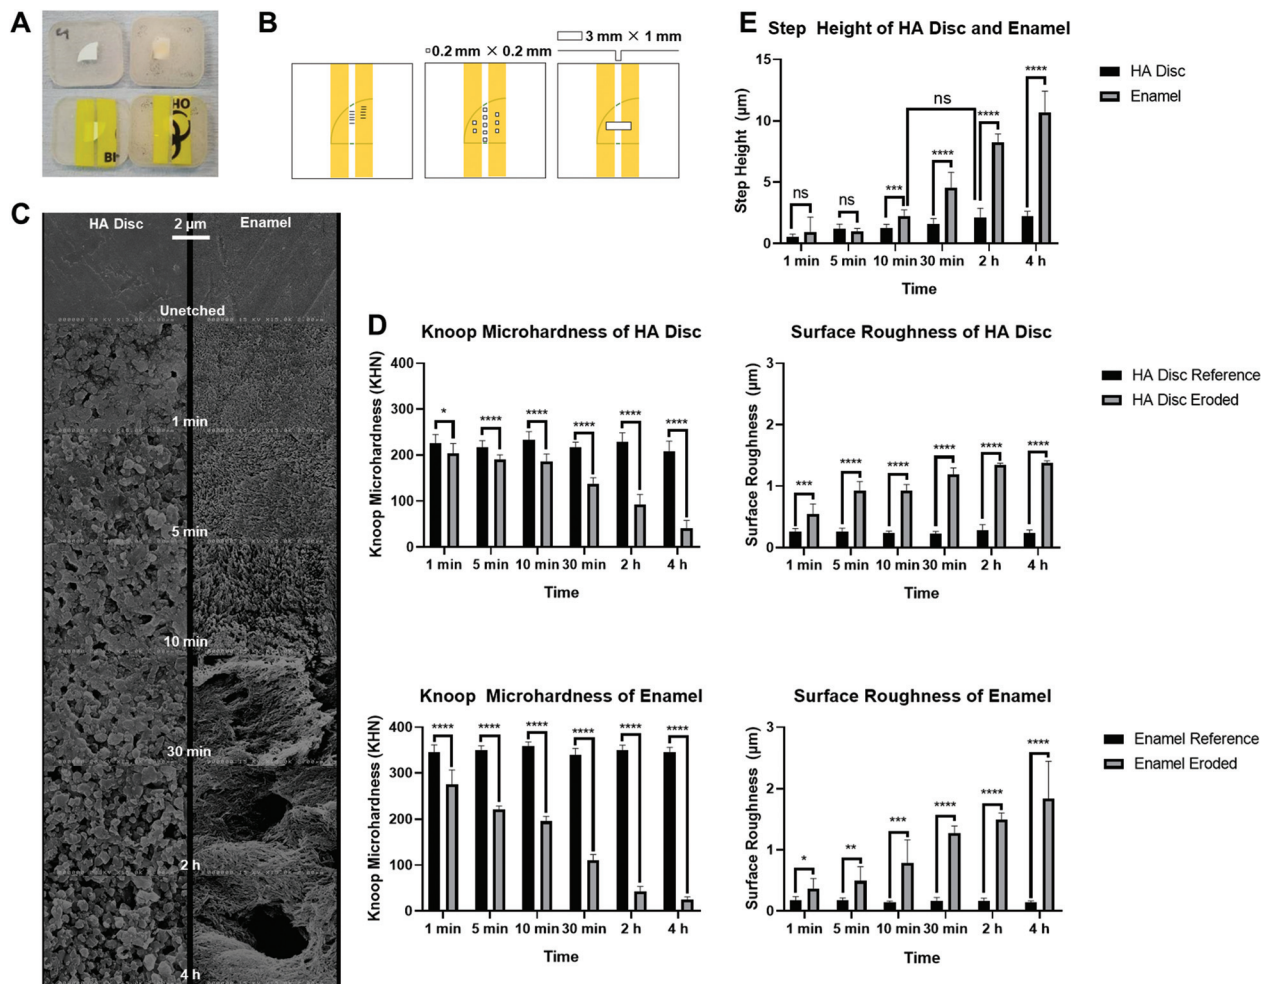 A
HO
BI
B
0.2 mm × 0.2 mm
3 mm × 1 mm
C
HA Disc
2 µm
Enamel
Unetched
1 min
5 min
10 min
30 min
2 h
4 h
E
Step Height of HA Disc and Enamel
Step Height (µm)
15
10
5
0
ns
ns
***
****
ns
****
****
1 min
5 min
10 min
30 min
2 h
4 h
Time
HA Disc
Enamel
D
Knoop Microhardness of HA Disc
Knoop Microhardness (KHN)
400
300
200
100
0
*
****
****
****
****
****
1 min
5 min
10 min
30 min
2 h
4 h
Time
Surface Roughness of HA Disc
Surface Roughness (µm)
3
2
1
0
***
****
****
****
****
****
1 min
5 min
10 min
30 min
2 h
4 h
Time
HA Disc Reference
HA Disc Eroded
Knoop Microhardness of Enamel
Knoop Microhardness (KHN)
400
300
200
100
0
****
****
****
****
****
****
1 min
5 min
10 min
30 min
2 h
4 h
Time
Surface Roughness of Enamel
Surface Roughness (µm)
3
2
1
0
*
**
***
****
****
****
1 min
5 min
10 min
30 min
2 h
4 h
Time
Enamel Reference
Enamel Eroded